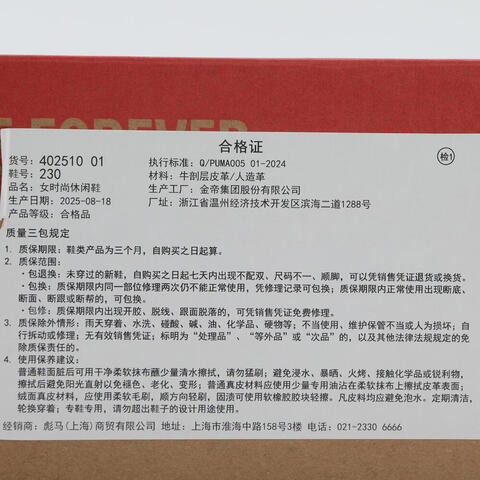 FOREVER
合格证
货号: 402510 01
鞋号: 230
品名: 女时尚休闲鞋
生产日期: 2025-08-18
产品等级: 合格品
执行标准: Q/PUMA005 01-2024
材料: 牛剖层皮革/人造革
生产工厂: 金帝集团股份有限公司
厂址: 浙江省温州经济技术开发区滨海二道1288号
检1
质量三包规定
1. 质保期限: 鞋类产品为三个月, 自购买之日起算。
2. 质保范围:
· 包退换: 未穿过的新鞋, 自购买之日起七天内出现不配双、尺码不一、顺脚, 可以凭销售凭证退货或换货。
· 包换: 质保期限内同一部位修理两次仍不能正常使用, 凭修理记录可包换; 质保期限内正常使用出现断底、
断面、断跟或断帮的, 可包换。
· 包修: 质保期内出现开胶、脱线、跟面脱落的, 可凭销售凭证免费修理。
3. 质保除外情形: 雨天穿着、水洗、碰酸、碱、油、化学品、硬物等; 不当使用、维护保管不当或人为损坏; 自
行拆动或修理; 无有效销售凭证; 标明为“处理品”、“等外品”或“次品”的, 以及其他法律法规规定的免
除质保责任的。
4. 使用保养建议:
普通鞋面脏后可用干净柔软抹布蘸少量清水擦拭, 请勿猛刷; 避免浸水、暴晒、火烤、接触化学品或锐利物,
擦拭后避免阳光直射以免褪色、老化、变形; 普通真皮材料应使用少量专用油沾在柔软抹布上擦拭皮革表面;
绒面真皮材料, 应使用柔软毛刷, 顺方向轻刷, 固渍可使用软橡胶胶块轻擦。凡皮料均应避免泡水。定期清洁,
轮换穿着; 专鞋专用, 请勿超出鞋子的设计用途使用。
经销商: 彪马(上海)商贸有限公司 地址: 上海市淮海中路158号3楼 电话: 021-2330 6666